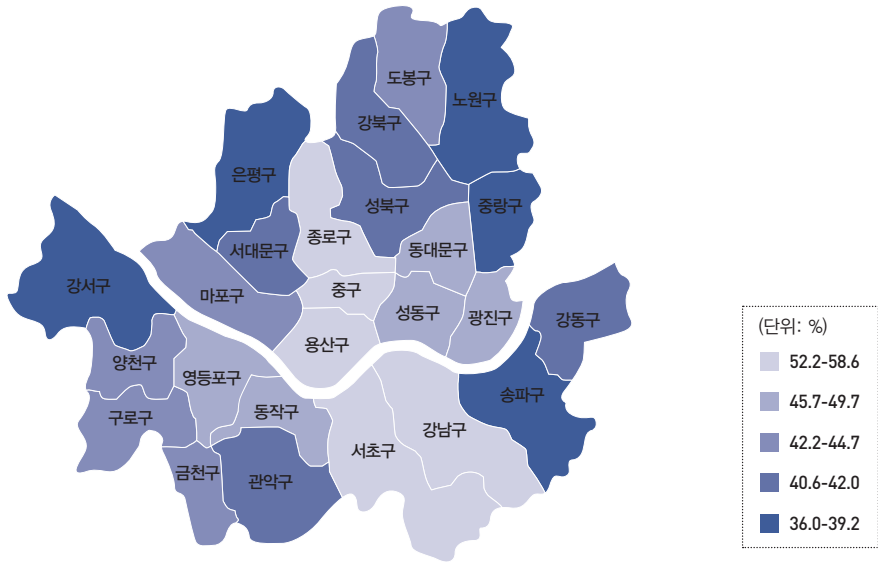 도봉구
노원구
강북구
은평구
성북구
중랑구
종로구
서대문구
동대문구
강서구
마포구
중구
성동구
광진구
강동구
용산구
양천구
영등포구
송파구
구로구
동작구
서초구
강남구
금천구
관악구
(단위: %)
52.2-58.6
45.7-49.7
42.2-44.7
40.6-42.0
36.0-39.2